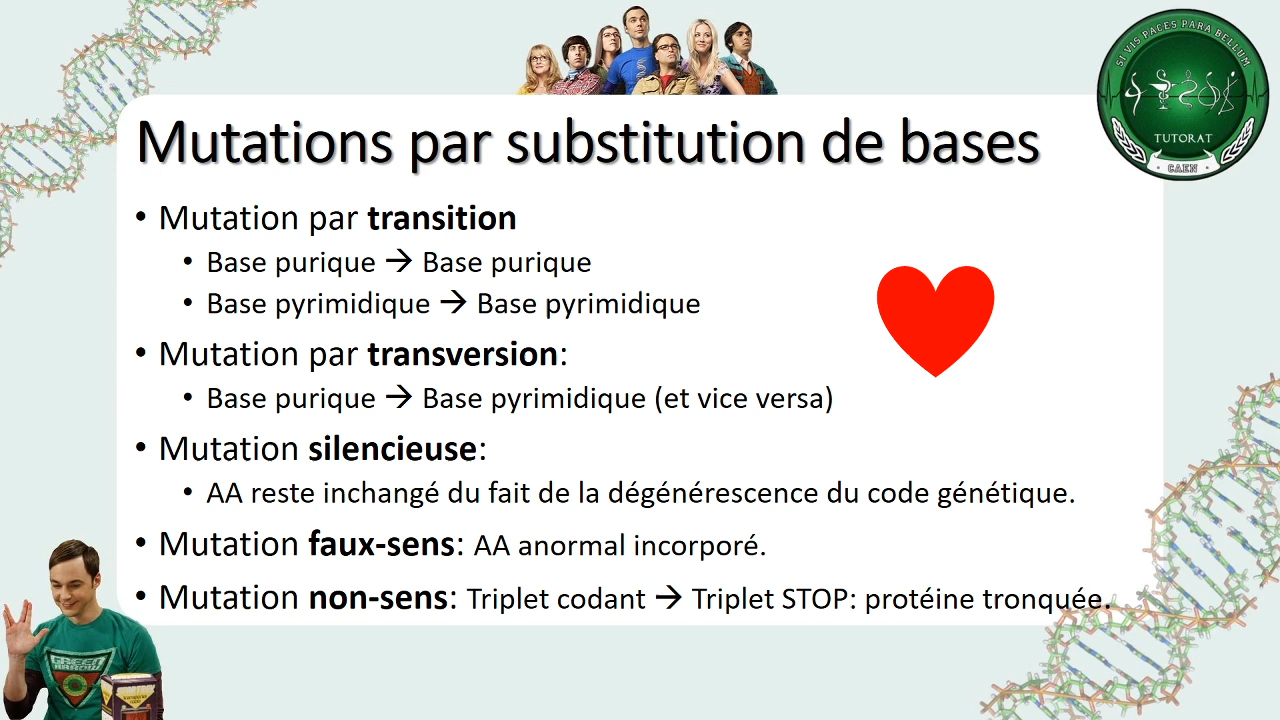 SI VIS PACES PARA BELLUM
TUTORAT
CAEN
Mutations par substitution de bases
• Mutation par transition
• Base purique → Base purique
• Base pyrimidique → Base pyrimidique
• Mutation par transversion:
• Base purique → Base pyrimidique (et vice versa)
• Mutation silencieuse:
• AA reste inchangé du fait de la dégénérescence du code génétique.
• Mutation faux-sens: AA anormal incorporé.
• Mutation non-sens: Triplet codant → Triplet STOP: protéine tronquée.
GREEN
ARROW